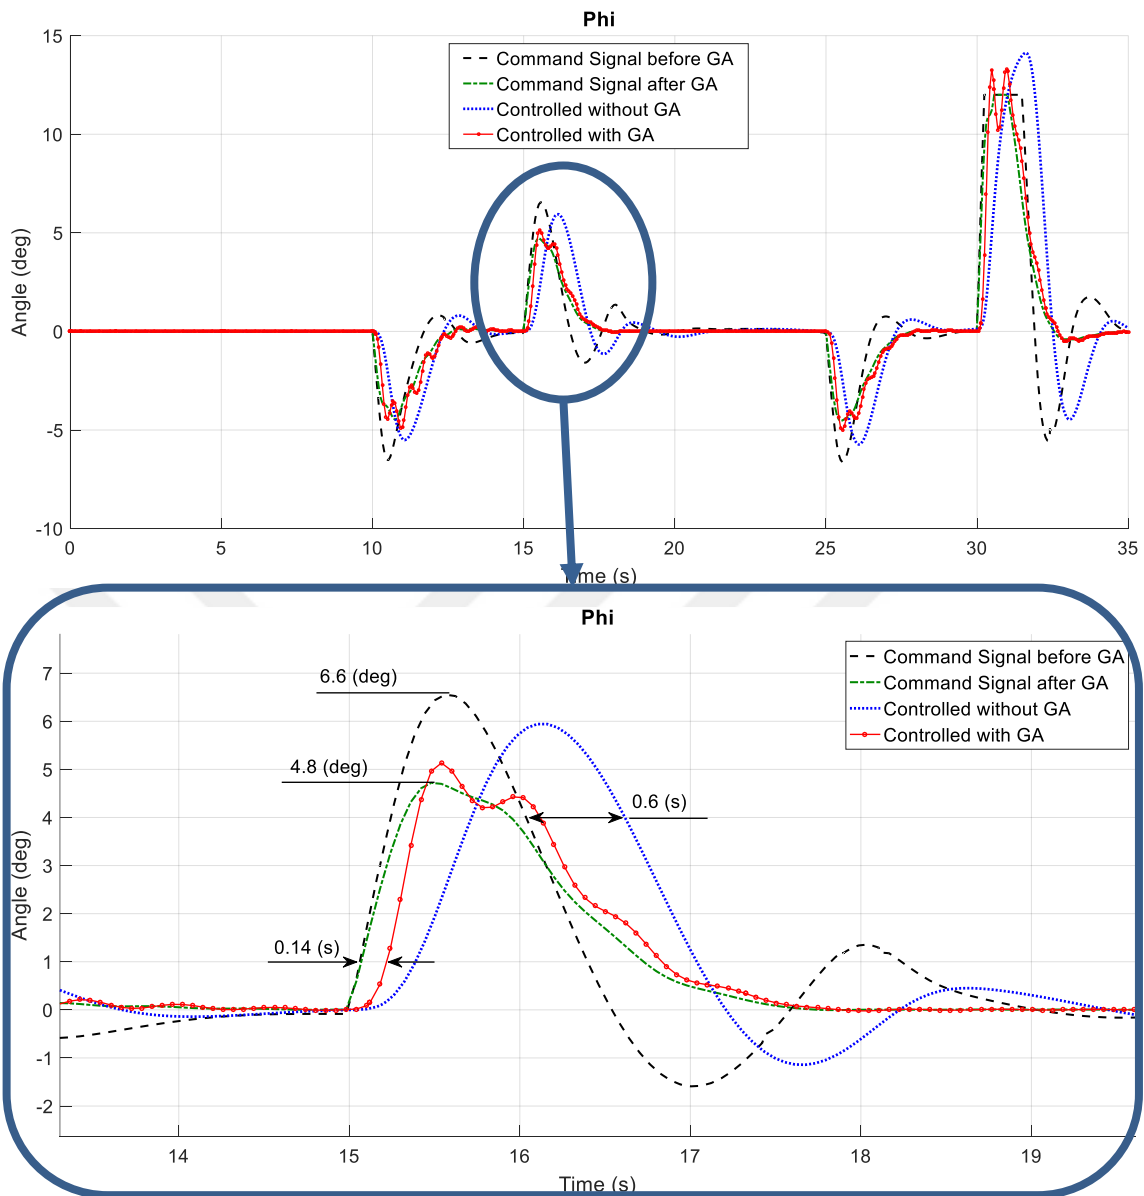 Phi
15
10
5
0
-5
-10
Angle (deg)
Command Signal before GA
Command Signal after GA
Controlled without GA
Controlled with GA
0
5
10
15
20
25
30
35
Time (s)
Phi
7
6
5
4
3
2
1
0
-1
-2
Angle (deg)
Command Signal before GA
Command Signal after GA
Controlled without GA
Controlled with GA
6.6 (deg)
4.8 (deg)
0.6 (s)
0.14 (s)
14
15
16
17
18
19
Time (s)